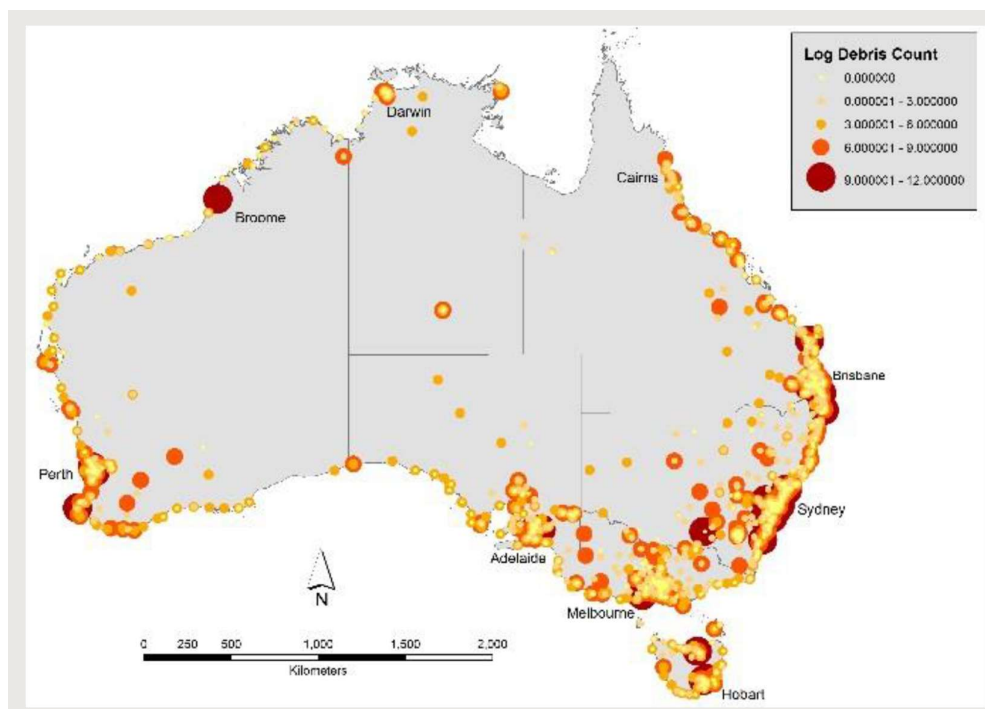 Log Debris Count
0.000000
0.000001 - 3.000000
3.000001 - 6.000000
6.000001 - 9.000000
9.000001 - 12.000000
Darwin
Cairns
Broome
Brisbane
Perth
Sydney
Adelaide
N
Melbourne
0 250 500 1,000 1,500 2,000
Kilometers
Hobart